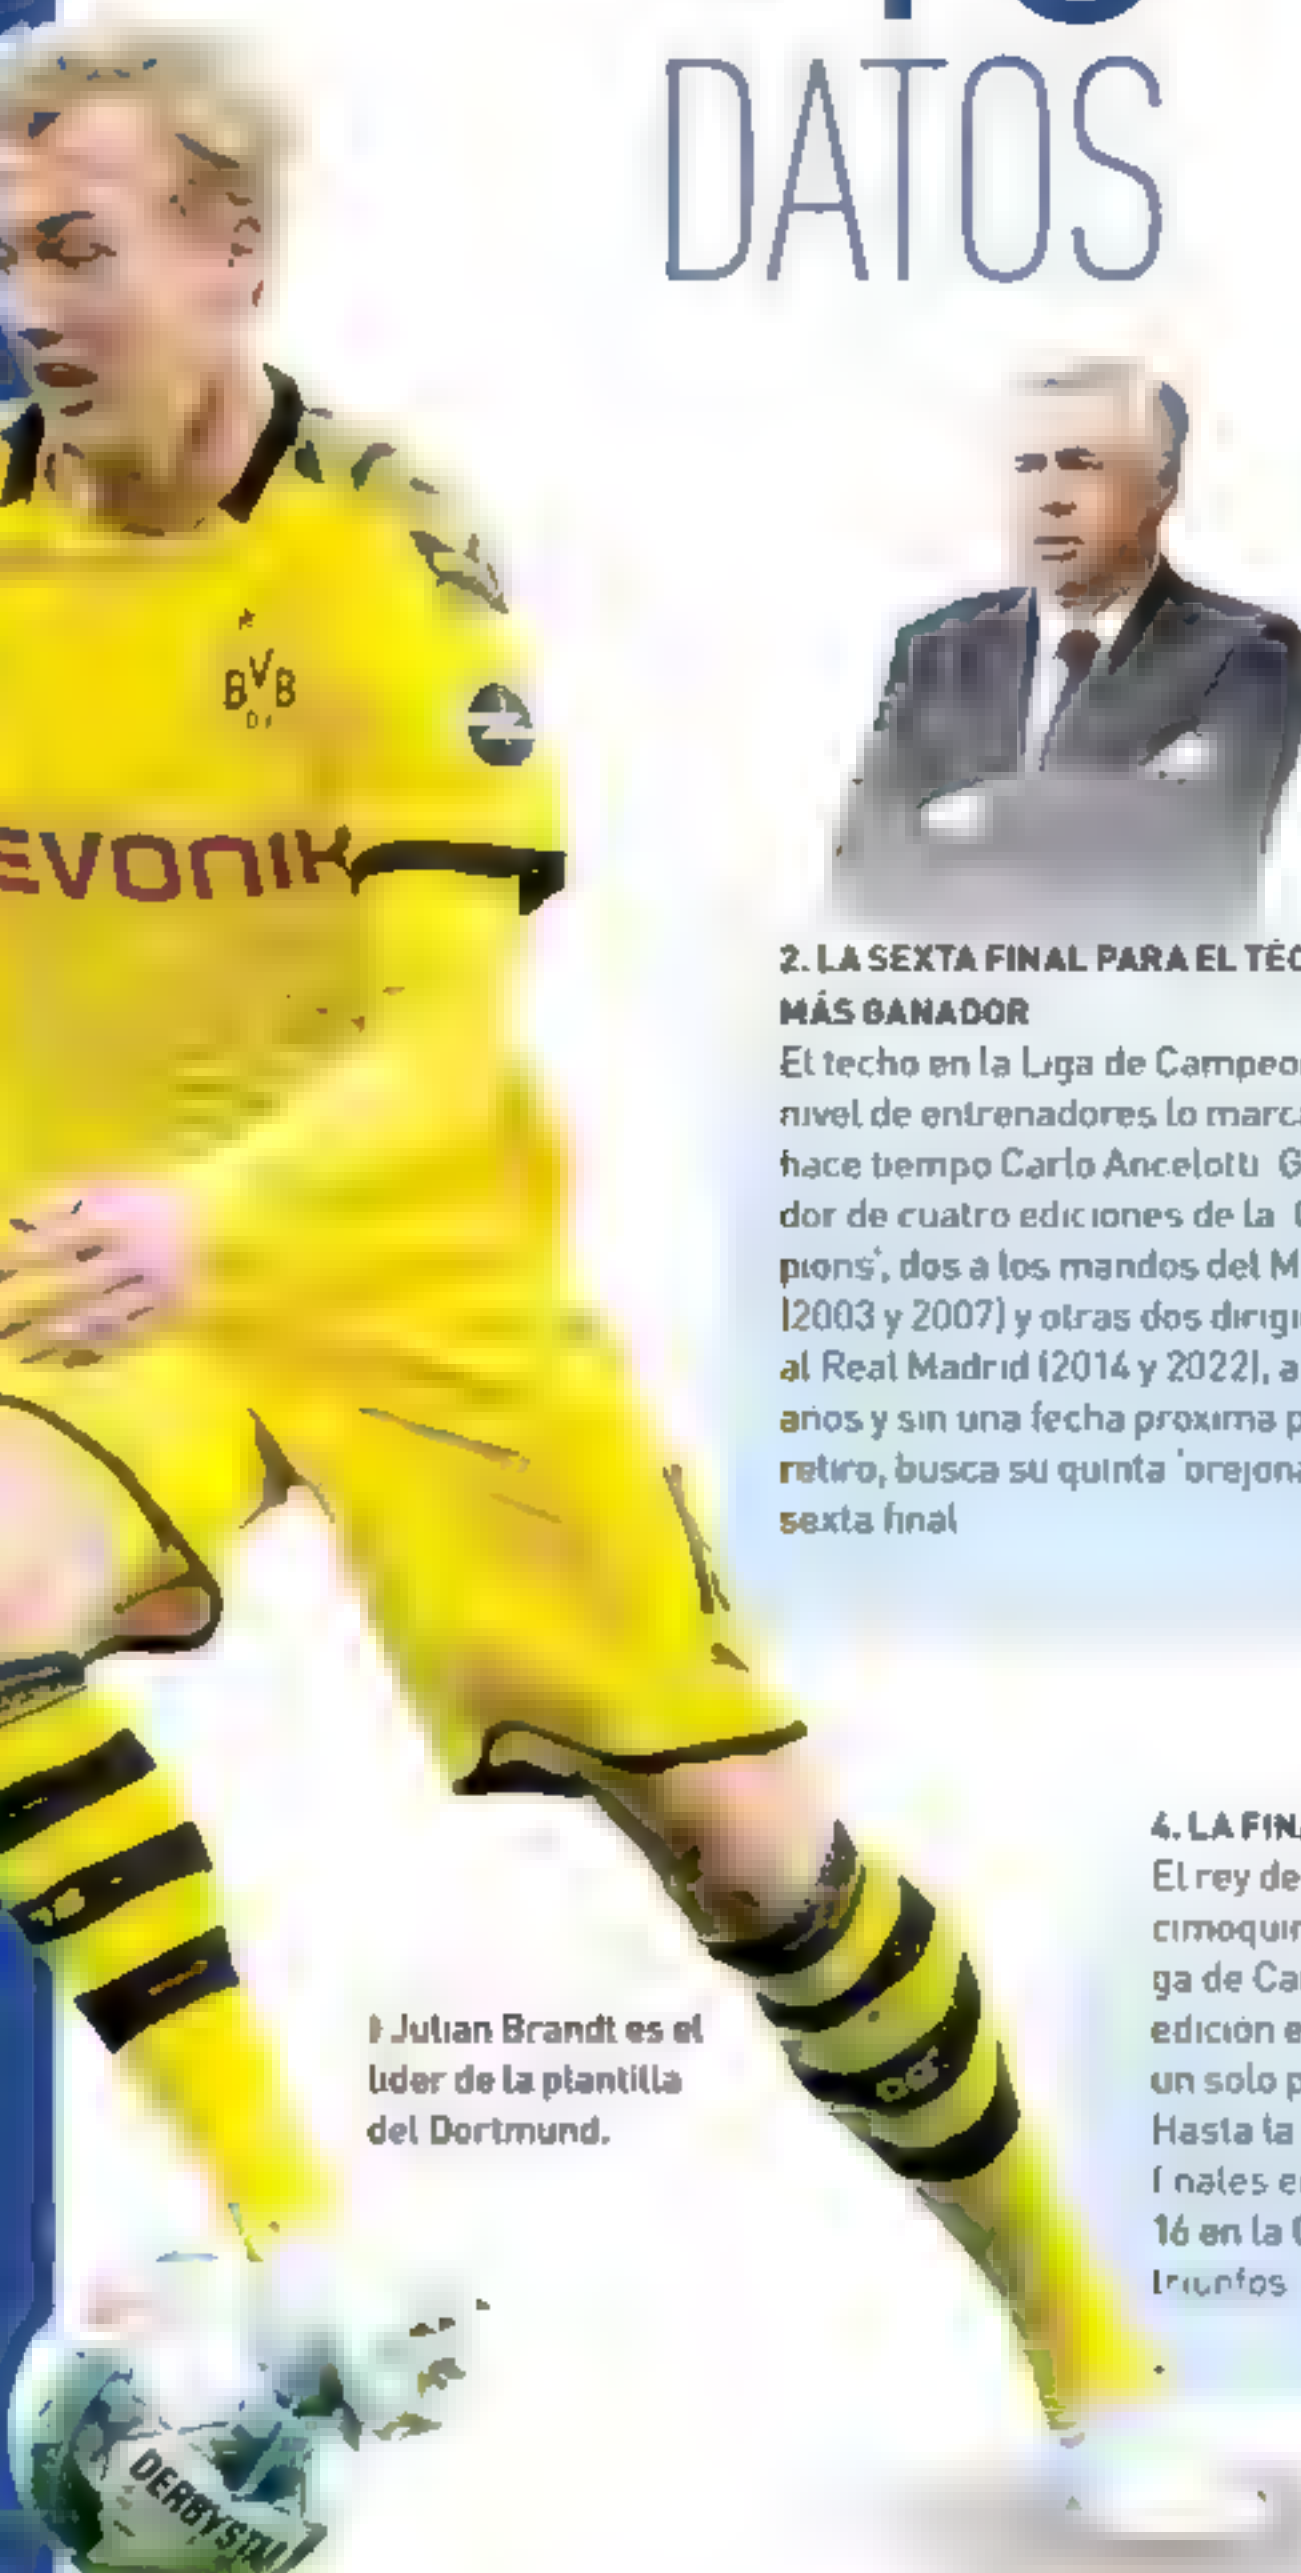 DATOS
BVB
EVONIK
2. LA SEXTA FINAL PARA EL TÉC
MÁS GANADOR
El techo en la Liga de Campeo
nivel de entrenadores lo marc
hace tiempo Carlo Ancelotti G
dor de cuatro ediciones de la
pions', dos a los mandos del M
(2003 y 2007) y otras dos dirigi
al Real Madrid (2014 y 2022), a
años y sin una fecha proxima p
retiro, busca su quinta 'orejona
sexta final
4. LA FIN
El rey de
cimoquin
ga de Ca
edición e
un solo p
Hasta la
finales e
16 en la
triunfos
Julian Brandt es el
lider de la plantilla
del Dortmund.
DERBYSTA